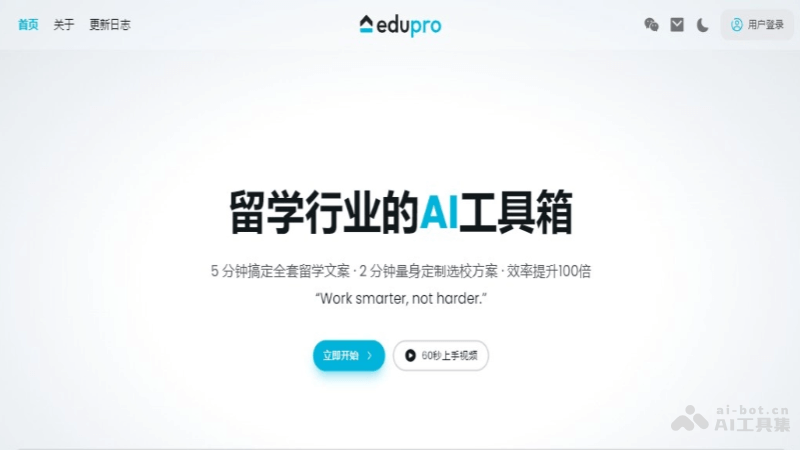 首页 关于 更新日志 edupro 用户登录
留学行业的AI工具箱
5 分钟搞定全套留学文案 · 2 分钟量身定制选校方案 · 效率提升100倍
“Work smarter, not harder.”
立即开始 60秒上手视频
ai-bot.cn
AI工具集